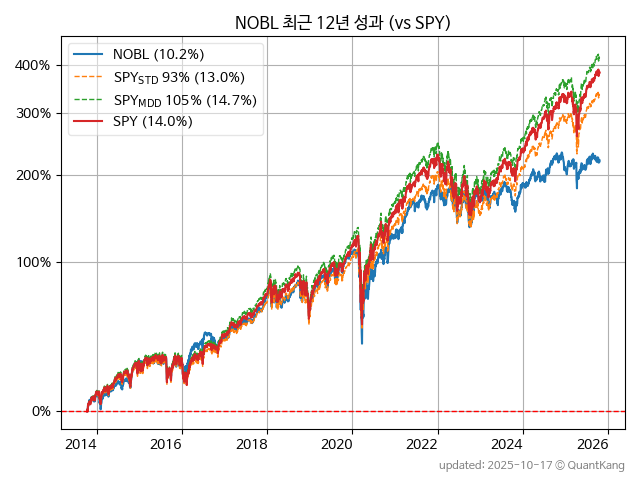 NOBL 최근 12년 성과 (vs SPY)
NOBL (10.2%)
SPY_STD 93% (13.0%)
SPY_MDD 105% (14.7%)
SPY (14.0%)
400%
300%
200%
100%
0%
2014 2016 2018 2020 2022 2024 2026
updated: 2025-10-17 © QuantKang